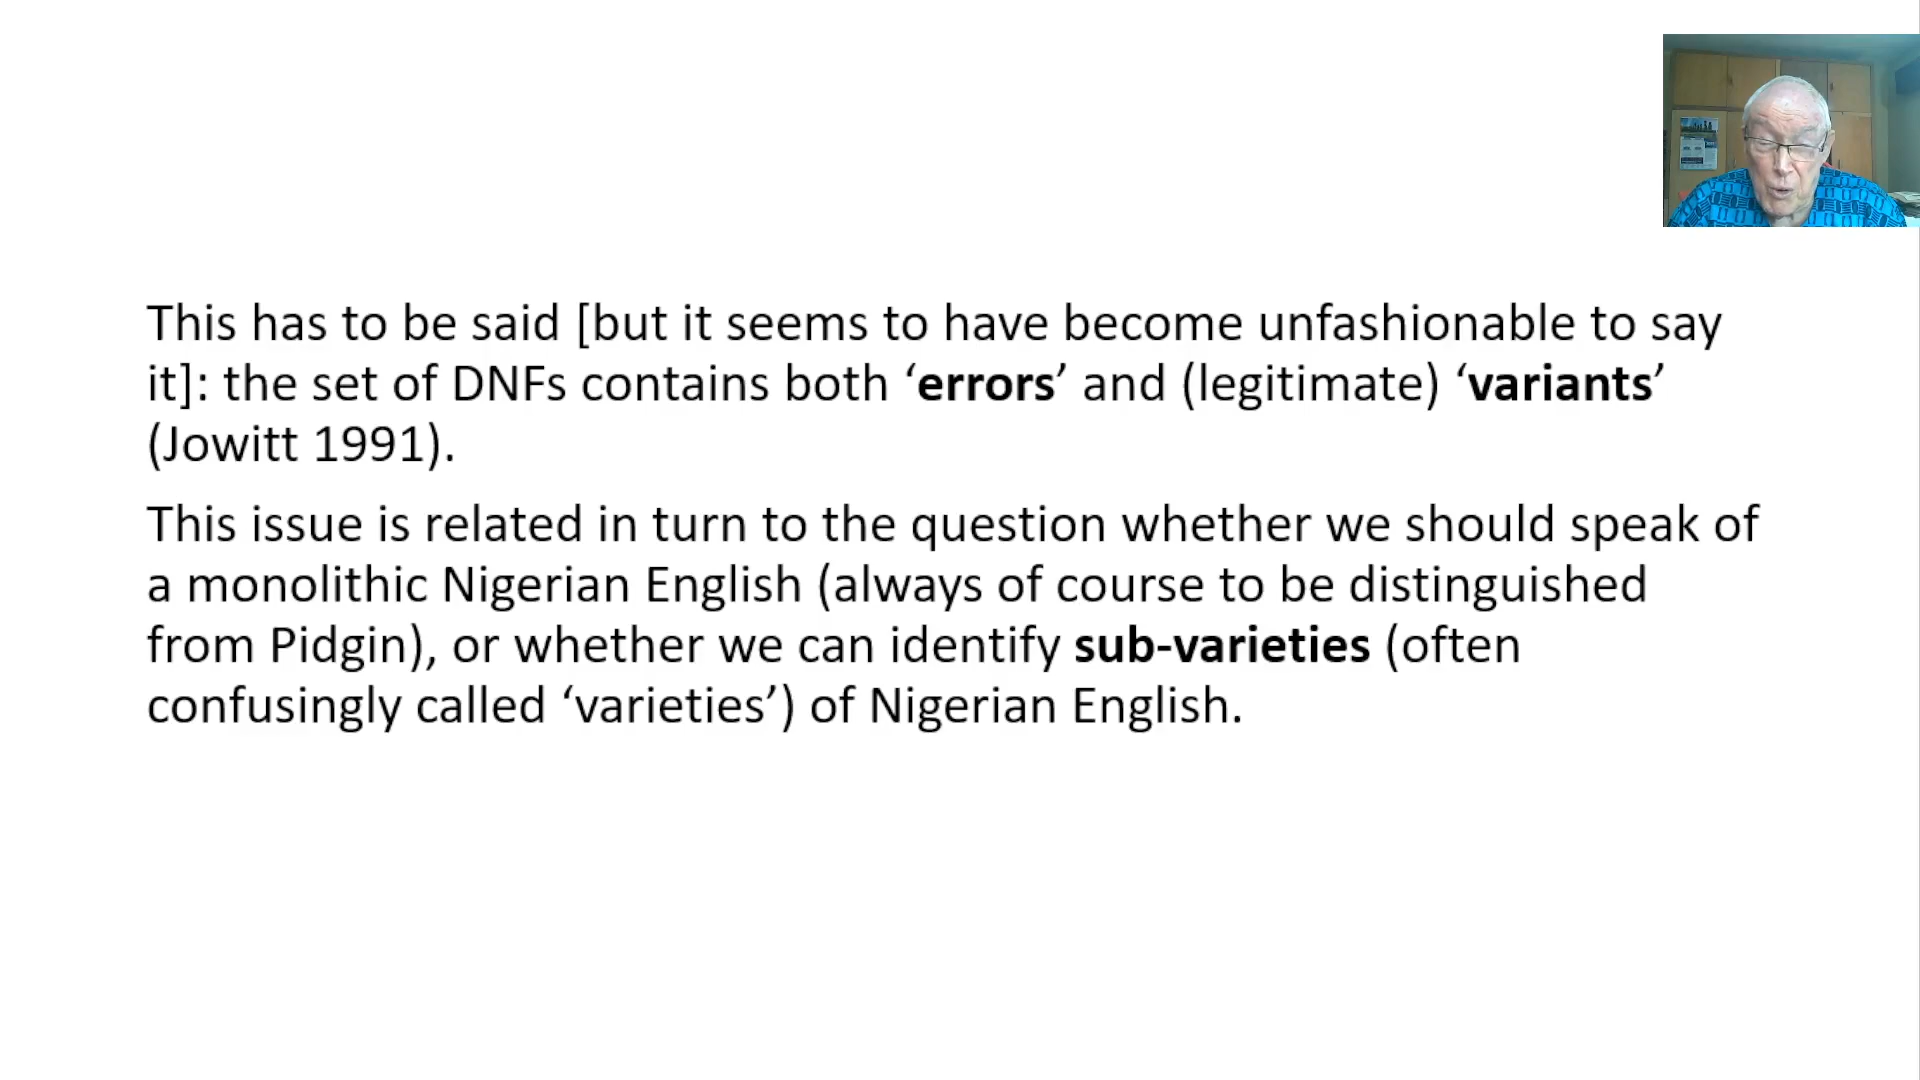 This has to be said [but it seems to have become unfashionable to say
it]: the set of DNFs contains both ‘errors’ and (legitimate) ‘variants’
(Jowitt 1991).
This issue is related in turn to the question whether we should speak of
a monolithic Nigerian English (always of course to be distinguished
from Pidgin), or whether we can identify sub-varieties (often
confusingly called ‘varieties’) of Nigerian English.